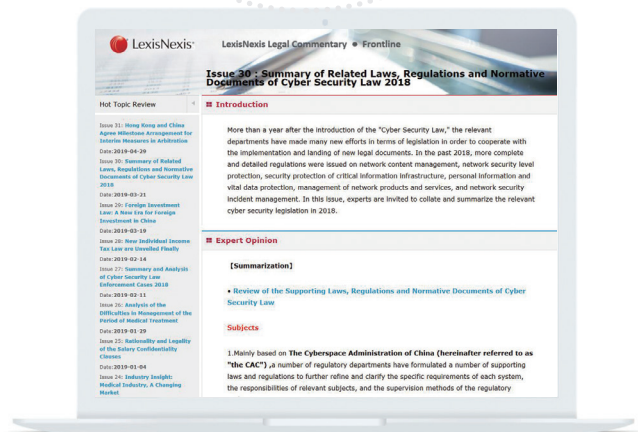 LexisNexis®
LexisNexis Legal Commentary ● Frontline
Issue 30 : Summary of Related Laws, Regulations and Normative
Documents of Cyber Security Law 2018
Hot Topic Review
Issue 31: Hong Kong and China
Agree Milestone Arrangement for
Interim Measures in Arbitration
Date:2019-04-29
Issue 30: Summary of Related
Laws, Regulations and Normative
Documents of Cyber Security Law
2018
Date:2019-03-21
Issue 29: Foreign Investment
Law: A New Era for Foreign
Investment in China
Date:2019-03-19
Issue 28: New Individual Income
Tax Law are Unveiled Finally
Date:2019-02-14
Issue 27: Summary and Analysis
of Cyber Security Law
Enforcement Cases 2018
Date:2019-02-11
Issue 26: Analysis of the
Difficulties in Management of the
Period of Medical Treatment
Date:2019-01-29
Issue 25: Rationality and Legality
of the Salary Confidentiality
Clauses
Date:2019-01-04
Issue 24: Industry Insight:
Medical Industry, A Changing
Market
Introduction
More than a year after the introduction of the "Cyber Security Law," the relevant
departments have made many new efforts in terms of legislation in order to cooperate with
the implementation and landing of new legal documents. In the past 2018, more complete
and detailed regulations were issued on network content management, network security level
protection, security protection of critical information infrastructure, personal information and
vital data protection, management of network products and services, and network security
incident management. In this issue, experts are invited to collate and summarize the relevant
cyber security legislation in 2018.
Expert Opinion
【Summarization】
• Review of the Supporting Laws, Regulations and Normative Documents of Cyber
Security Law
Subjects
1.Mainly based on The Cyberspace Administration of China (hereinafter referred to as
"the CAC") ,a number of regulatory departments have formulated a number of supporting
laws and regulations to further refine and clarify the specific requirements of each system,
the responsibilities of relevant subjects, and the supervision methods of the regulatory